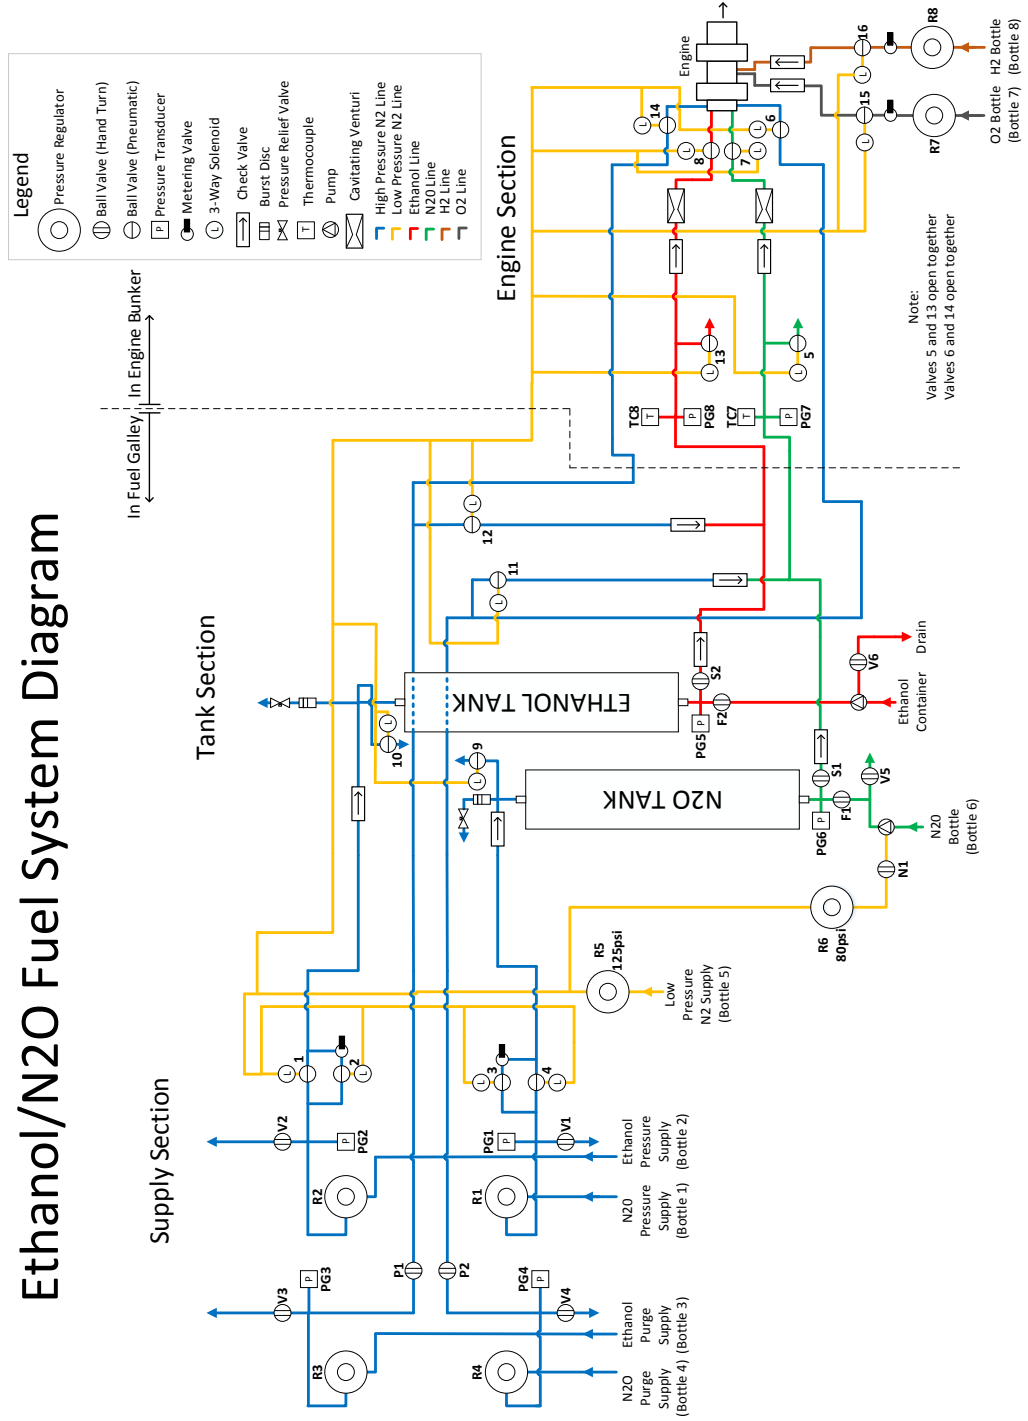 Ethanol/N2O Fuel System Diagram
Legend
Pressure Regulator
Ball Valve (Hand Turn)
Ball Valve (Pneumatic)
P
Pressure Transducer
Metering Valve
L
3-Way Solenoid
Check Valve
Burst Disc
Pressure Relief Valve
T
Thermocouple
Pump
Cavitating Venturi
High Pressure N2 Line
Low Pressure N2 Line
Ethanol Line
N2O Line
H2 Line
O2 Line
In Fuel Galley
In Engine Bunker
Supply Section
Tank Section
Engine Section
V3
P
PG3
R3
P1
P2
R4
P
PG4
V4
N2O
Purge
Supply
(Bottle 4)
Ethanol
Purge
Supply
(Bottle 3)
V2
P
PG2
R2
R1
PG1
P
V1
N2O
Pressure
Supply
(Bottle 1)
Ethanol
Pressure
Supply
(Bottle 2)
L
1
2
L
L
3
4
L
R5
125psi
Low
Pressure
N2 Supply
(Bottle 5)
R6
80psi
N1
N2O
Bottle
(Bottle 6)
10
L
L
9
ETHANOL TANK
N2O TANK
PG5
P
S2
F2
PG6
P
S1
F1
V5
V6
Ethanol
Container
Drain
11
L
12
L
TC8
T
P
PG8
TC7
T
P
PG7
L
13
L
5
L
14
L
8
7
L
L
6
Engine
16
L
R8
H2 Bottle
(Bottle 8)
15
L
R7
O2 Bottle
(Bottle 7)
Note:
Valves 5 and 13 open together
Valves 6 and 14 open together